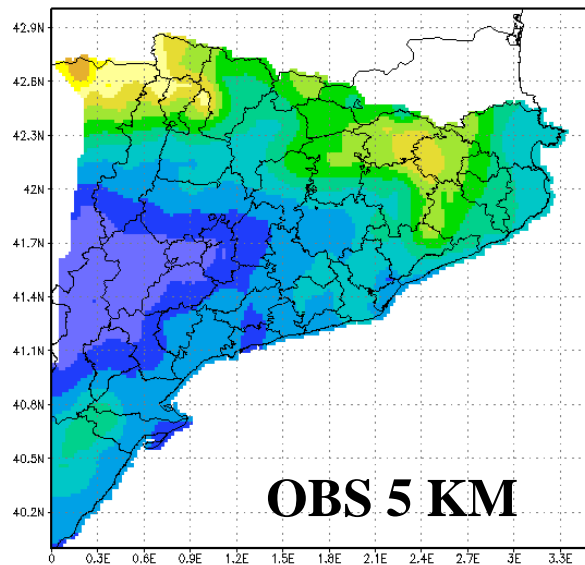 42.9N
42.6N
42.3N
42N
41.7N
41.4N
41.1N
40.8N
40.5N
40.2N
OBS 5 KM
0 0.3E 0.6E 0.9E 1.2E 1.5E 1.8E 2.1E 2.4E 2.7E 3E 3.3E